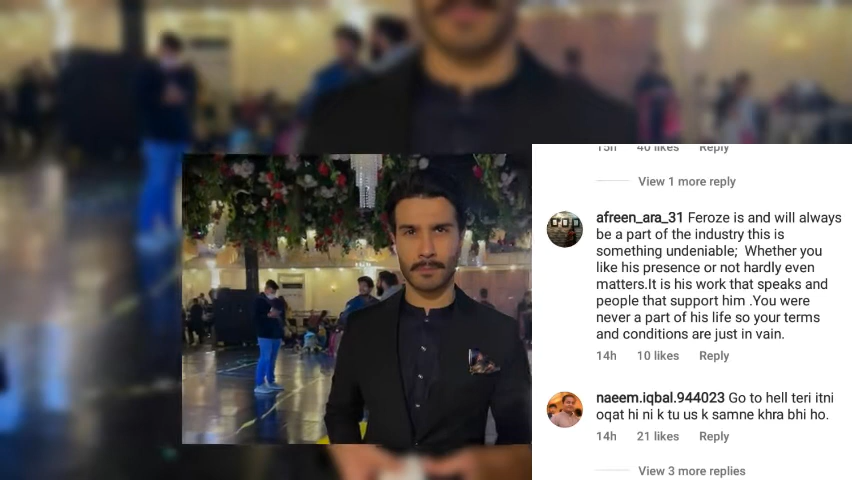 15h 40 likes Reply
View 1 more reply
afreen_ara_31 Feroze is and will always
be a part of the industry this is
something undeniable; Whether you
like his presence or not hardly even
matters.It is his work that speaks and
people that support him .You were
never a part of his life so your terms
and conditions are just in vain.
14h 10 likes Reply
naeem.iqbal.944023 Go to hell teri itni
oqat hi ni k tu us k samne khra bhi ho.
14h 21 likes Reply
View 3 more replies